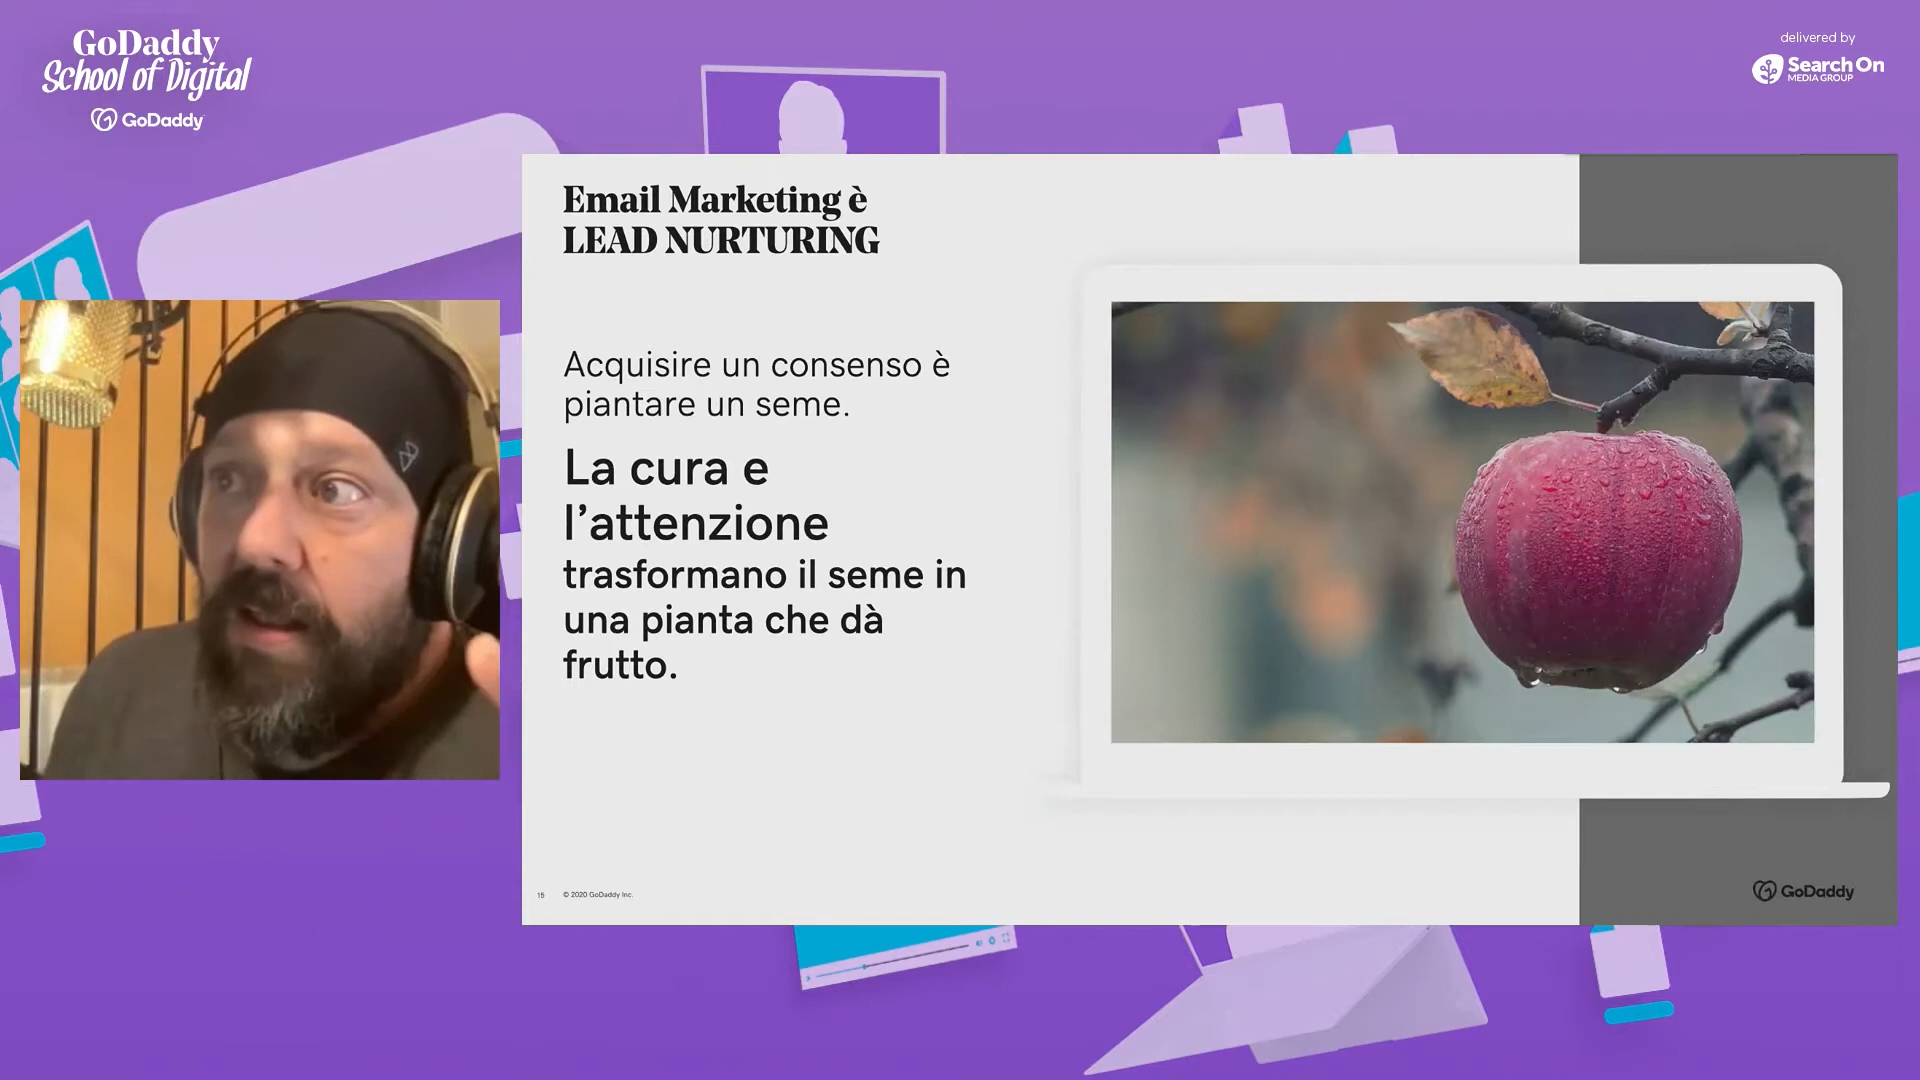 GoDaddy
School of Digital
GoDaddy
delivered by
Search On
MEDIA GROUP
Email Marketing è
LEAD NURTURING
Acquisire un consenso è
piantare un seme.
La cura e
l’attenzione
trasformano il seme in
una pianta che dà
frutto.
15 © 2020 GoDaddy Inc.
GoDaddy